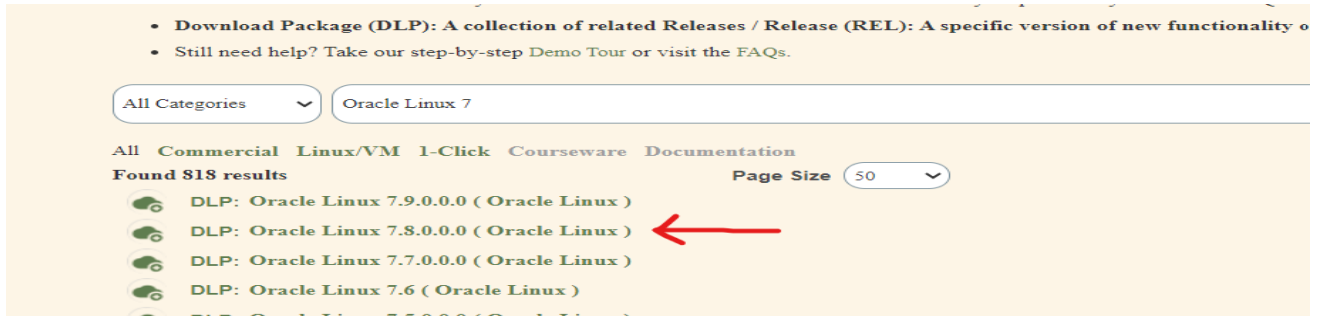 • Download Package (DLP): A collection of related Releases / Release (REL): A specific version of new functionality o
• Still need help? Take our step-by-step Demo Tour or visit the FAQs.
All Categories Oracle Linux 7
All Commercial Linux/VM 1-Click Courseware Documentation
Found 818 results Page Size 50
DLP: Oracle Linux 7.9.0.0.0 ( Oracle Linux )
DLP: Oracle Linux 7.8.0.0.0 ( Oracle Linux )
DLP: Oracle Linux 7.7.0.0.0 ( Oracle Linux )
DLP: Oracle Linux 7.6 ( Oracle Linux )